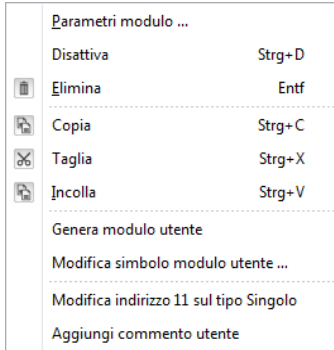 Parametri modulo ...
Disattiva Strg+D
Elimina Entf
Copia Strg+C
Taglia Strg+X
Incolla Strg+V
Genera modulo utente
Modifica simbolo modulo utente ...
Modifica indirizzo 11 sul tipo Singolo
Aggiungi commento utente